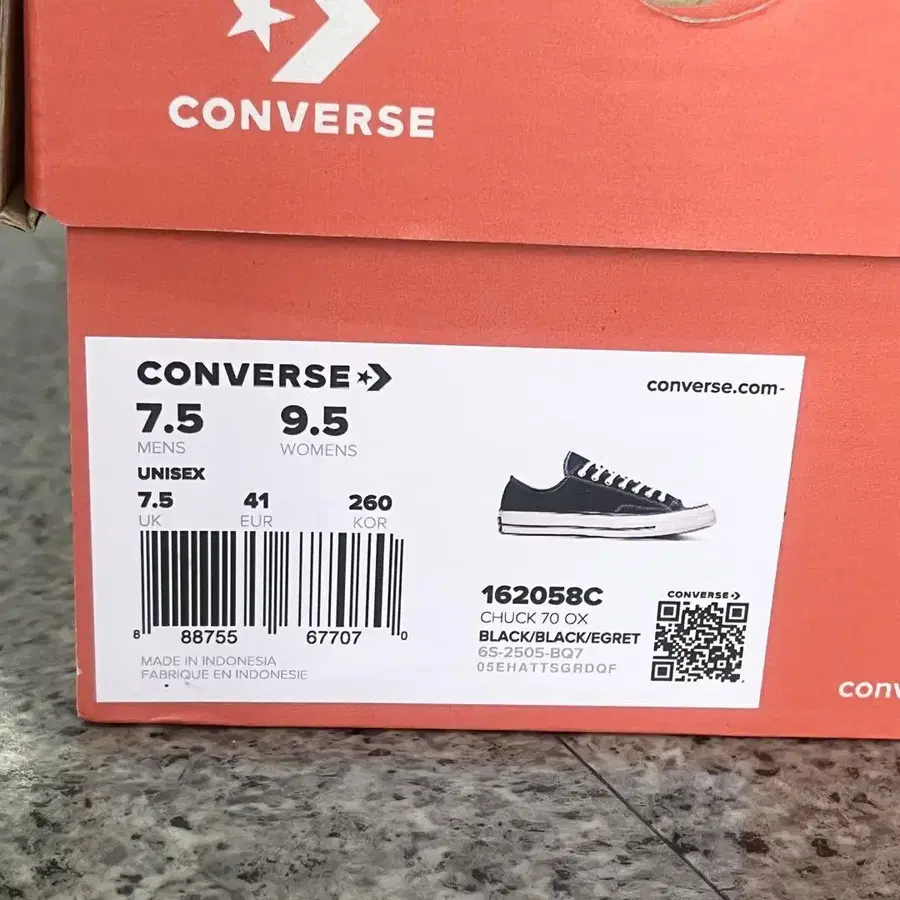 CONVERSE
CONVERSE
converse.com
7.5 9.5
MENS WOMENS
UNISEX
7.5 41 260
UK EUR KOR
8 88755 67707 0
MADE IN INDONESIA
FABRIQUE EN INDONESIE
162058C
CHUCK 70 OX
BLACK/BLACK/EGRET
6S-2505-BQ7
05EHATTSGRDQF
CONVERSE
conv